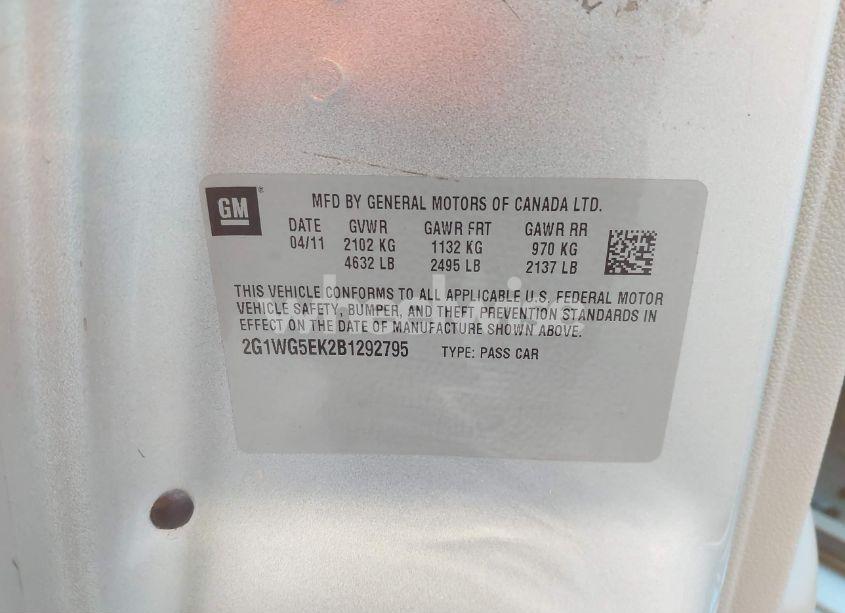 GM
MFD BY GENERAL MOTORS OF CANADA LTD.
DATE GVWR GAWR FRT GAWR RR
04/11 2102 KG 1132 KG 970 KG
4632 LB 2495 LB 2137 LB
THIS VEHICLE CONFORMS TO ALL APPLICABLE U.S. FEDERAL MOTOR
VEHICLE SAFETY, BUMPER, AND THEFT PREVENTION STANDARDS IN
EFFECT ON THE DATE OF MANUFACTURE SHOWN ABOVE.
2G1WG5EK2B1292795 TYPE: PASS CAR